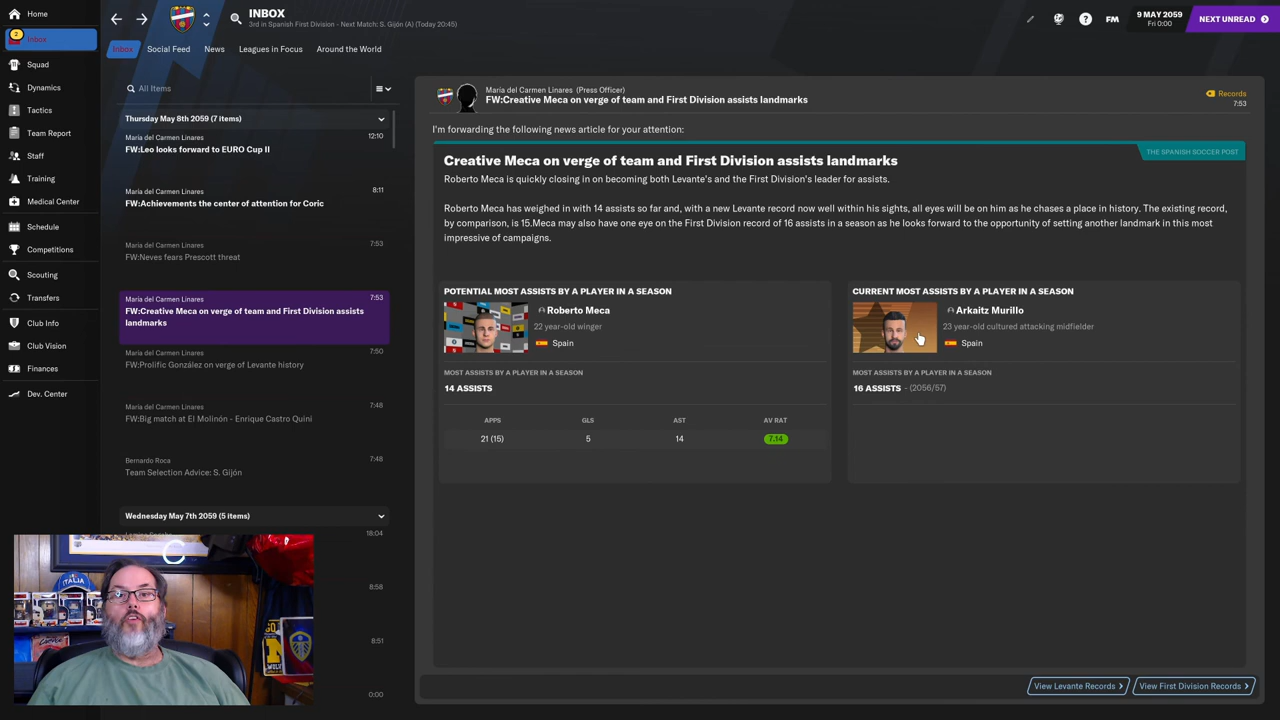 Home
2
Inbox
Squad
Dynamics
Tactics
Team Report
Staff
Training
Medical Center
Schedule
Competitions
Scouting
Transfers
Club Info
Club Vision
Finances
Dev. Center
INBOX
3rd in Spanish First Division - Next Match: S. Gijón (A) (Today 20:45)
?
FM
9 MAY 2059
Fri 0:00
NEXT UNREAD
Inbox
Social Feed
News
Leagues in Focus
Around the World
All Items
Thursday May 8th 2059 (7 items)
María del Carmen Linares 12:10
FW:Leo looks forward to EURO Cup II
María del Carmen Linares 8:11
FW:Achievements the center of attention for Coric
María del Carmen Linares 7:53
FW:Neves fears Prescott threat
María del Carmen Linares 7:53
FW:Creative Meca on verge of team and First Division assists
landmarks
María del Carmen Linares 7:50
FW:Prolific González on verge of Levante history
María del Carmen Linares 7:48
FW:Big match at El Molinón - Enrique Castro Quini
Bernardo Roca 7:48
Team Selection Advice: S. Gijón
Wednesday May 7th 2059 (5 items)
18:04
8:58
8:51
0:00
María del Carmen Linares (Press Officer)
FW:Creative Meca on verge of team and First Division assists landmarks
Records
7:53
I'm forwarding the following news article for your attention:
THE SPANISH SOCCER POST
Creative Meca on verge of team and First Division assists landmarks
Roberto Meca is quickly closing in on becoming both Levante's and the First Division's leader for assists.
Roberto Meca has weighed in with 14 assists so far and, with a new Levante record now well within his sights, all eyes will be on him as he chases a place in history. The existing record,
by comparison, is 15.Meca may also have one eye on the First Division record of 16 assists in a season as he looks forward to the opportunity of setting another landmark in this most
impressive of campaigns.
POTENTIAL MOST ASSISTS BY A PLAYER IN A SEASON
Roberto Meca
22 year-old winger
Spain
MOST ASSISTS BY A PLAYER IN A SEASON
14 ASSISTS
APPS GLS AST AV RAT
21 (15) 5 14 7.14
CURRENT MOST ASSISTS BY A PLAYER IN A SEASON
Arkaitz Murillo
23 year-old cultured attacking midfielder
Spain
MOST ASSISTS BY A PLAYER IN A SEASON
16 ASSISTS - (2056/57)
View Levante Records
View First Division Records
ITALIA